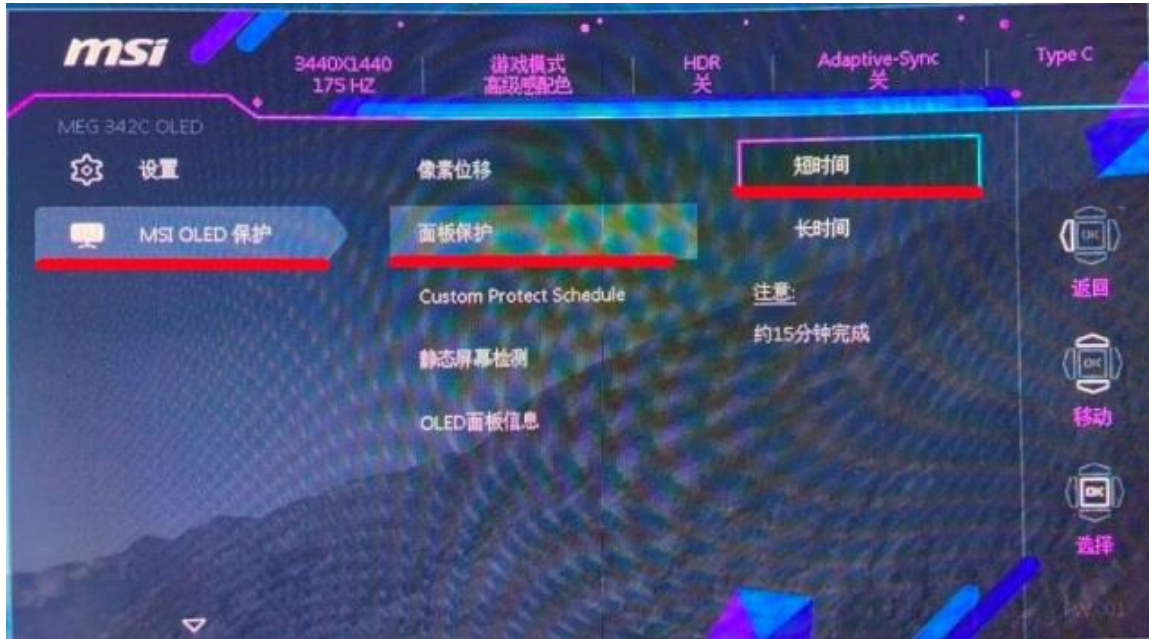 msi
3440X1440
175 HZ
游戏模式
高级感配色
HDR
关
Adaptive-Sync
关
Type C
MEG 342C OLED
设置
MSI OLED 保护
像素位移
面板保护
Custom Protect Schedule
静态屏幕检测
OLED面板信息
短时间
长时间
注意:
约15分钟完成
OK
返回
OK
移动
OK
选择